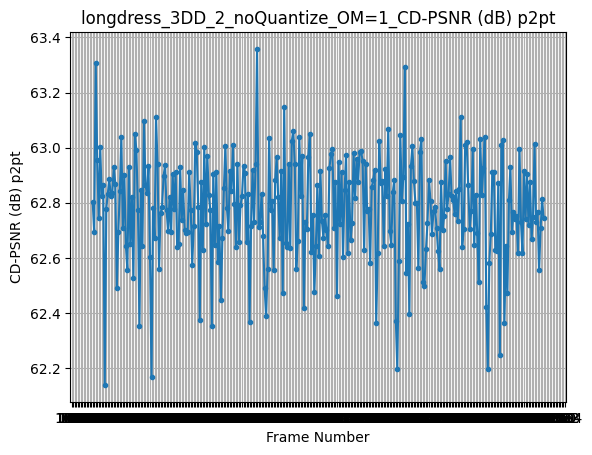 longdress_3DD_2_noQuantize_OM=1_CD-PSNR (dB) p2pt
CD-PSNR (dB) p2pt
63.4
63.2
63.0
62.8
62.6
62.4
62.2
Frame Number